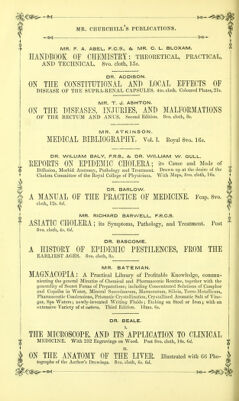 MR. CHURCHILL'S PUBLICATIONS.
MR. F. A. ABEL, F.C.S., & MR. C. L. BLOXAM.
HANDBOOK OF CHEMISTRY: THEORETICAL, PRACTICAL,
AND TECHNICAL. 8vo. cloth, 15s.
DR. ADDISON.
ON THE CONSTITUTIONAL AND LOCAL EFFECTS OF
DISEASE OF THE SUPRA-RENAL CAPSULES. 4to. cloth. Coloured Plates, 21s.
MR. T. J. ASHTON.
ON THE DISEASES, INJURIES, AND MALFORMATIONS
OF THE RECTUM AND ANUS. Second Edition. 8vo. cloth, 8s.
MR. ATKINSON.
MEDICAL BIBLIOGRAPHY. Vol. I. Royal 8vo. 16s.
DR. WILLIAM BALY, F.R.S., & DR. WILLIAM W. GULL.
REPORTS ON EPIDEMIC CHOLERA; its Cause and Mode of
Diffusion, Morbid Anatomy, Pathology and Treatment. Drawn up at the desire of the
Cholera Committee of the Royal College of Physicians. With Maps, 8vo. cloth, 16s.
DR. BARLOW.
A MANUAL OF THE PRACTICE OF MEDICINE. Fcap. 8vo.
cloth, 12s. 6d.
MR. RICHARD BARWELL, F.R.C.S.
ASIATIC CHOLERA; its Symptoms, Pathology, and Treatment. Post
8vo. cloth, 4s. 6d.
DR. BASCOME.
A HISTORY OF EPIDEMIC PESTILENCES, FROM THE
EARLIEST AGES. 8vo. cloth, 8s.
MR. BATEMAN.
MAGNACOPIA: A Practical Library of Profitable Knowledge, commu-
nicating the general Minutiæ of Chemical and Pharmaceutic Routine, together with the
generality of Secret Forms of Preparations; including Concentrated Solutions of Camphor
and Copaiba in Water, Mineral Succedaneum, Marmoratum, Silicia, Terro-Metallicum,
Pharmaceutic Condensions, Prismatic Crystallization, Crystallized Aromatic Salt of Vine-
gar, Spa Waters; newly-invented Writing Fluids; Etching on Steel or Iron; with an
extensive Variety of et cætera. Third Edition. 18mo. 6s.
DR. BEALE.
I.
THE MICROSCOPE, AND ITS APPLICATION TO CLINICAL
MEDICINE. With 232 Engravings on Wood. Post 8vo. cloth, 10s. 6d.
II.
ON THE ANATOMY OF THE LIVER. Illustrated with 66 Pho-
tographs of the Author's Drawings. 8vo. cloth, 6s. 6d.